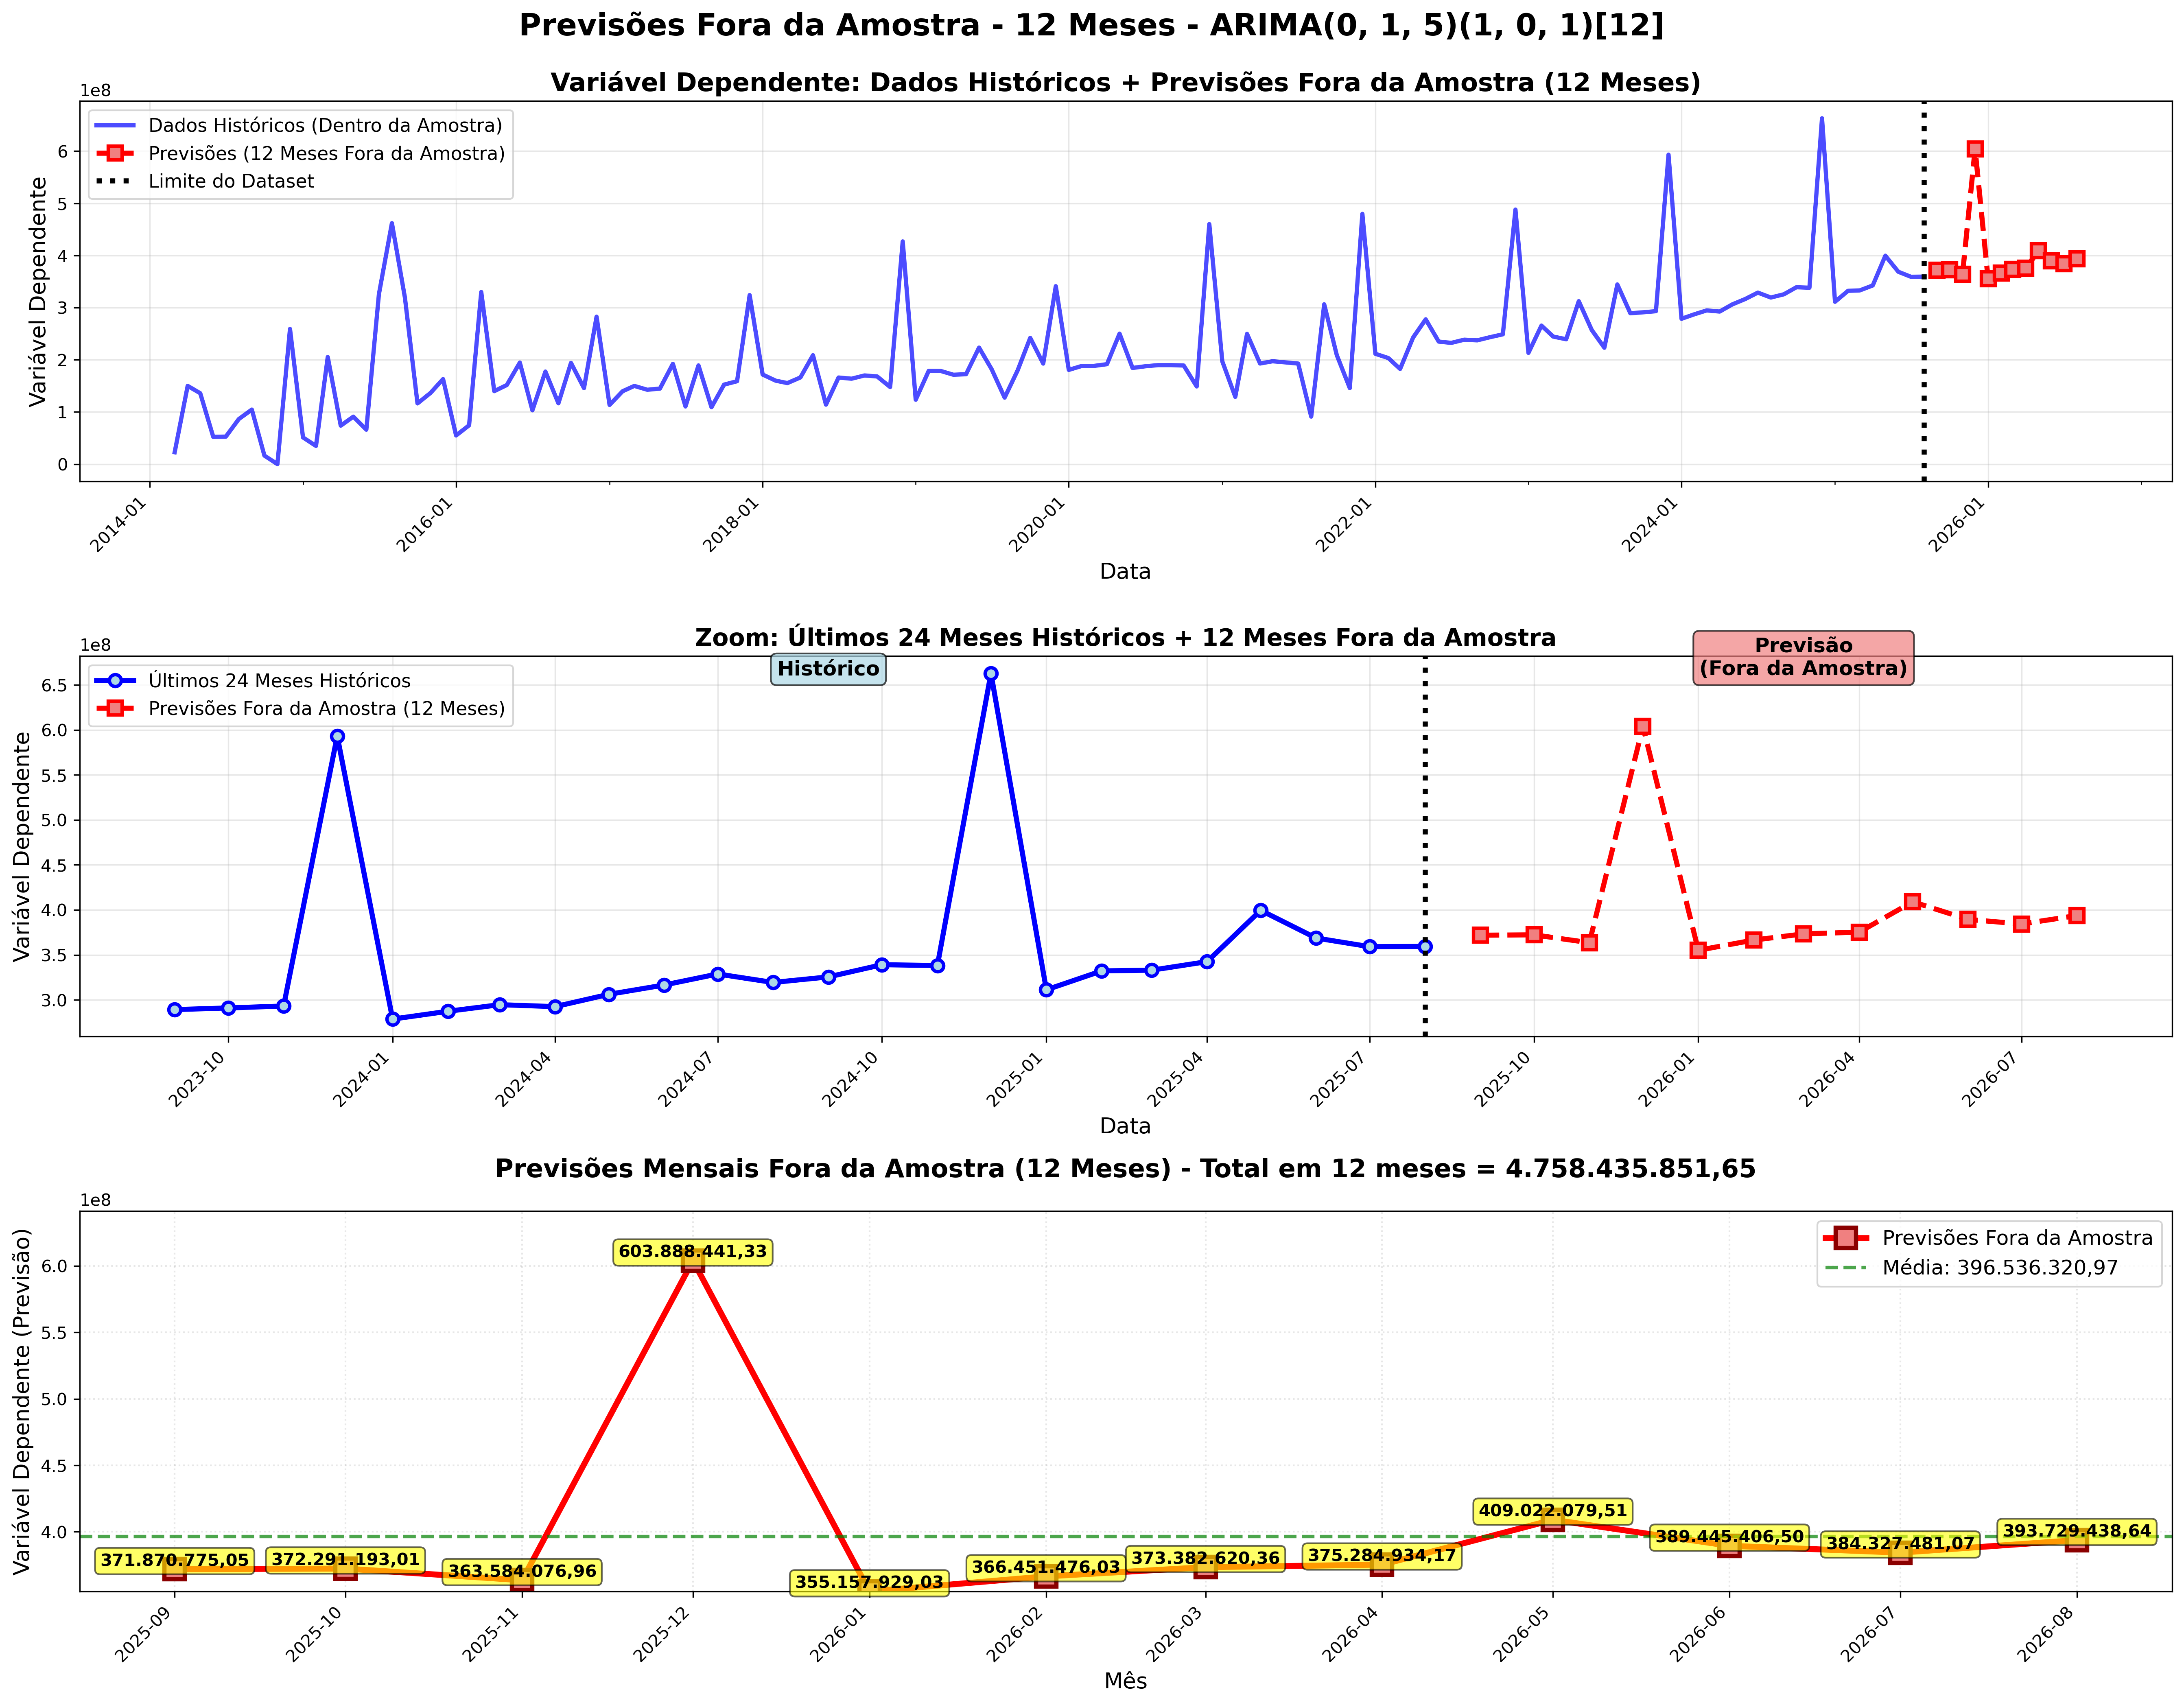 Previsões Fora da Amostra - 12 Meses - ARIMA(0, 1, 5)(1, 0, 1)[12]
Variável Dependente: Dados Históricos + Previsões Fora da Amostra (12 Meses)
1e8
Dados Históricos (Dentro da Amostra)
Previsões (12 Meses Fora da Amostra)
Limite do Dataset
Variável Dependente
6
5
4
3
2
1
0
2014-01
2016-01
2018-01
2020-01
2022-01
2024-01
2026-01
Data
Zoom: Últimos 24 Meses Históricos + 12 Meses Fora da Amostra
1e8
Últimos 24 Meses Históricos
Previsões Fora da Amostra (12 Meses)
Histórico
Previsão
(Fora da Amostra)
Variável Dependente
6.5
6.0
5.5
5.0
4.5
4.0
3.5
3.0
2023-10
2024-01
2024-04
2024-07
2024-10
2025-01
2025-04
2025-07
2025-10
2026-01
2026-04
2026-07
Data
Previsões Mensais Fora da Amostra (12 Meses) - Total em 12 meses = 4.758.435.851,65
1e8
Previsões Fora da Amostra
Média: 396.536.320,97
Variável Dependente (Previsão)
6.0
5.5
5.0
4.5
4.0
371.870.775,05
372.291.193,01
363.584.076,96
603.888.441,33
355.157.929,03
366.451.476,03
373.382.620,36
375.284.934,17
409.022.079,51
389.445.406,50
384.327.481,07
393.729.438,64
2025-09
2025-10
2025-11
2025-12
2026-01
2026-02
2026-03
2026-04
2026-05
2026-06
2026-07
2026-08
Mês